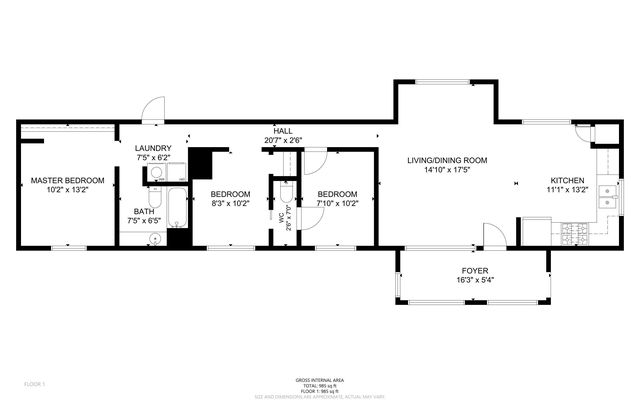 HALL
20'7" x 2'6"
LAUNDRY
7'5" x 6'2"
LIVING/DINING ROOM
14'10" x 17'5"
MASTER BEDROOM
10'2" x 13'2"
KITCHEN
11'1" x 13'2"
BEDROOM
8'3" x 10'2"
BEDROOM
7'10" x 10'2"
WC
2'6" x 7'0"
BATH
7'5" x 6'5"
FOYER
16'3" x 5'4"
FLOOR 1
GROSS INTERNAL AREA
TOTAL: 985 sq ft
FLOOR 1: 985 sq ft
SIZE AND DIMENSIONS ARE APPROXIMATE, ACTUAL MAY VARY.